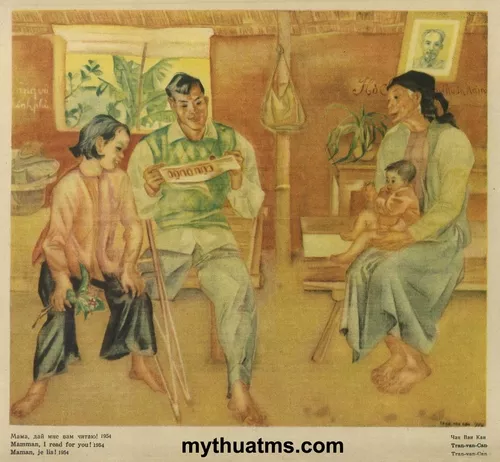 Мама, дай мне вам читаю! 1954
Mamman, I read for you! 1954
Maman, je lis! 1954
Чан Ван Кан
Tran-van-Can
Tran-van-Can
mythuatms.com